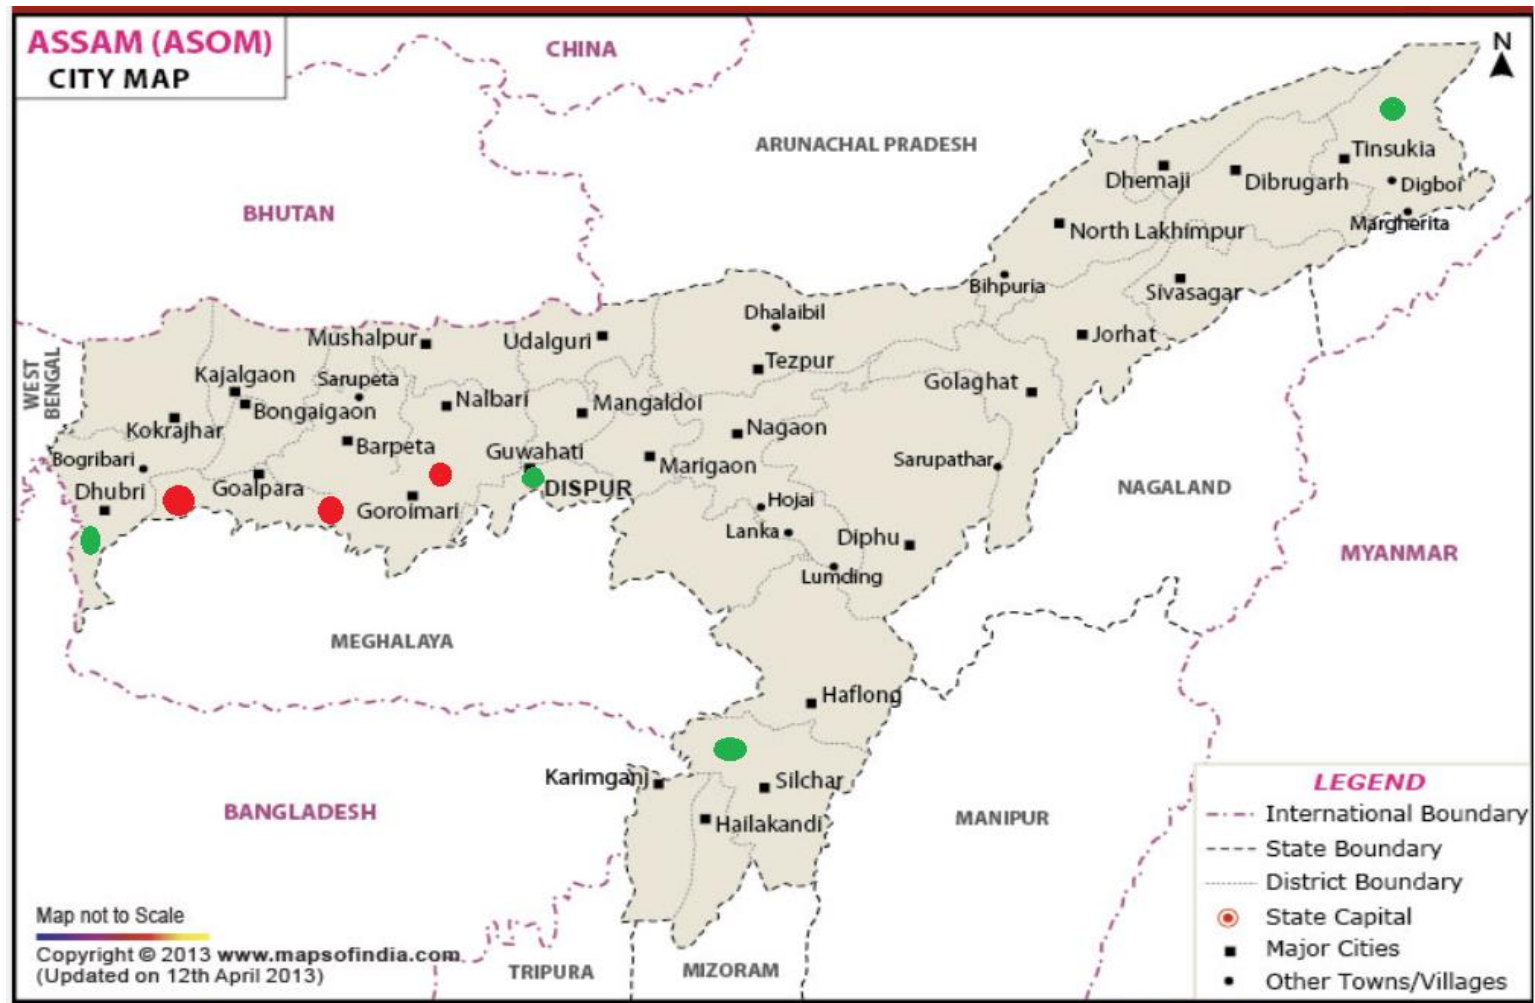 ASSAM (ASOM)
CITY MAP
CHINA
N
ARUNACHAL PRADESH
BHUTAN
Tinsukia
Dhemaji
Dibrugarh
Digboi
Margherita
North Lakhimpur
Bihpuria
Sivasagar
Dhalaibil
Mushalpur
Udalguri
Jorhat
WEST
BENGAL
Kajalgaon
Sarupeta
Tezpur
Golaghat
Bongaigaon
Nalbari
Mangaldoi
Kokrajhar
Barpeta
Guwahati
Nagaon
Bogribari
Marigaon
Sarupathar
Dhubri
Goalpara
DISPUR
NAGALAND
Goroimari
Hojai
Lanka
Diphu
MYANMAR
Lumding
MEGHALAYA
Haflong
Karimganj
Silchar
BANGLADESH
Hailakandi
MANIPUR
LEGEND
International Boundary
State Boundary
District Boundary
State Capital
Major Cities
Other Towns/Villages
Map not to Scale
Copyright © 2013 www.mapsofindia.com
(Updated on 12th April 2013)
TRIPURA
MIZORAM